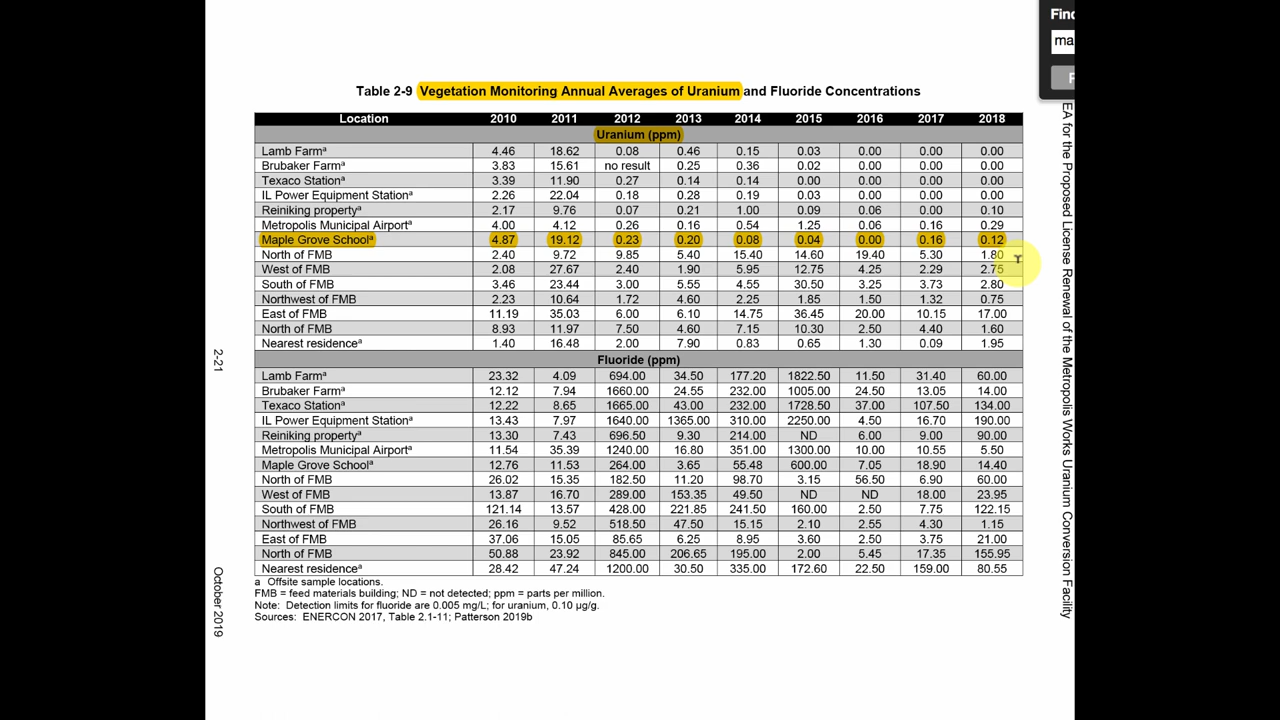 Find
ma
Table 2-9 Vegetation Monitoring Annual Averages of Uranium and Fluoride Concentrations
Location 2010 2011 2012 2013 2014 2015 2016 2017 2018
Uranium (ppm)
Lamb Farmª 4.46 18.62 0.08 0.46 0.15 0.03 0.00 0.00 0.00
Brubaker Farmª 3.83 15.61 no result 0.25 0.36 0.02 0.00 0.00 0.00
Texaco Stationª 3.39 11.90 0.27 0.14 0.14 0.00 0.00 0.00 0.00
IL Power Equipment Stationª 2.26 22.04 0.18 0.28 0.19 0.03 0.00 0.00 0.00
Reiniking propertyª 2.17 9.76 0.07 0.21 1.00 0.09 0.06 0.00 0.10
Metropolis Municipal Airportª 4.00 4.12 0.26 0.16 0.54 1.25 0.06 0.16 0.29
Maple Grove Schoolª 4.87 19.12 0.23 0.20 0.08 0.04 0.00 0.16 0.12
North of FMB 2.40 9.72 9.85 5.40 15.40 14.60 19.40 5.30 1.80
West of FMB 2.08 27.67 2.40 1.90 5.95 12.75 4.25 2.29 2.75
South of FMB 3.46 23.44 3.00 5.55 4.55 30.50 3.25 3.73 2.80
Northwest of FMB 2.23 10.64 1.72 4.60 2.25 1.85 1.50 1.32 0.75
East of FMB 11.19 35.03 6.00 6.10 14.75 36.45 20.00 10.15 17.00
North of FMB 8.93 11.97 7.50 4.60 7.15 10.30 2.50 4.40 1.60
Nearest residenceª 1.40 16.48 2.00 7.90 0.83 0.65 1.30 0.09 1.95
Fluoride (ppm)
Lamb Farmª 23.32 4.09 694.00 34.50 177.20 1822.50 11.50 31.40 60.00
Brubaker Farmª 12.12 7.94 1660.00 24.55 232.00 1005.00 24.50 13.05 14.00
Texaco Stationª 12.22 8.65 1665.00 43.00 232.00 1728.50 37.00 107.50 134.00
IL Power Equipment Stationª 13.43 7.97 1640.00 1365.00 310.00 2250.00 4.50 16.70 190.00
Reiniking propertyª 13.30 7.43 696.50 9.30 214.00 ND 6.00 9.00 90.00
Metropolis Municipal Airportª 11.54 35.39 1240.00 16.80 351.00 1300.00 10.00 10.55 5.50
Maple Grove Schoolª 12.76 11.53 264.00 3.65 55.48 600.00 7.05 18.90 14.40
North of FMB 26.02 15.35 182.50 11.20 98.70 3.15 56.50 6.90 60.00
West of FMB 13.87 16.70 289.00 153.35 49.50 ND ND 18.00 23.95
South of FMB 121.14 13.57 428.00 221.85 241.50 160.00 2.50 7.75 122.15
Northwest of FMB 26.16 9.52 518.50 47.50 15.15 2.10 2.55 4.30 1.15
East of FMB 37.06 15.05 85.65 6.25 8.95 3.60 2.50 3.75 21.00
North of FMB 50.88 23.92 845.00 206.65 195.00 2.00 5.45 17.35 155.95
Nearest residenceª 28.42 47.24 1200.00 30.50 335.00 172.60 22.50 159.00 80.55
a Offsite sample locations.
FMB = feed materials building; ND = not detected; ppm = parts per million.
Note: Detection limits for fluoride are 0.005 mg/L; for uranium, 0.10 μg/g.
Sources: ENERCON 2017, Table 2.1-11; Patterson 2019b
2-21
October 2019
EA for the Proposed License Renewal of the Metropolis Works Uranium Conversion Facility